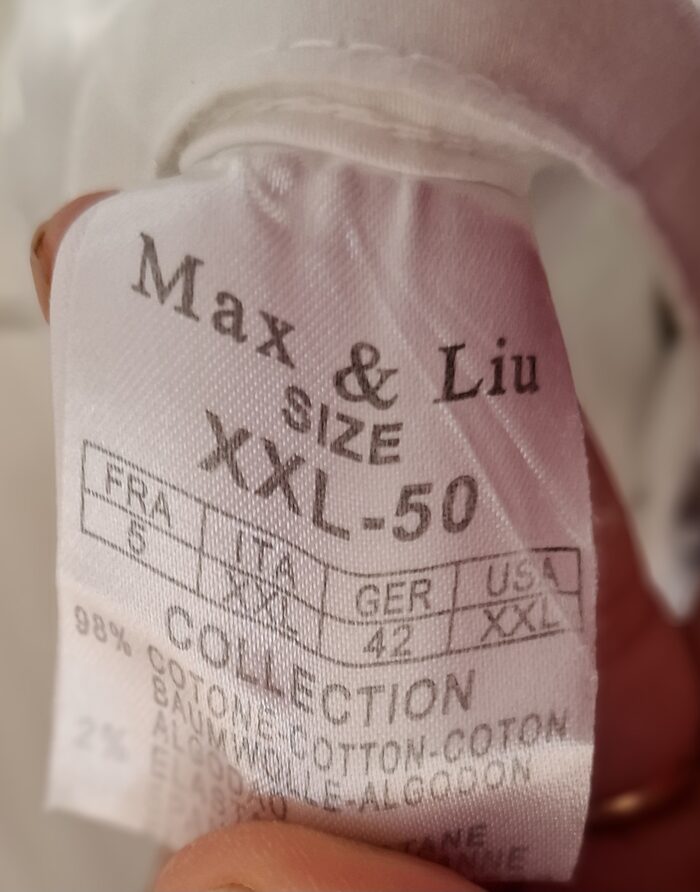 Max & Liu
SIZE
XXL-50
FRA ITA GER USA
5 XXL 42 XXL
COLLECTION
98% COTONE-COTTON-COTON
BAUMWOLLE-ALGODON
2%